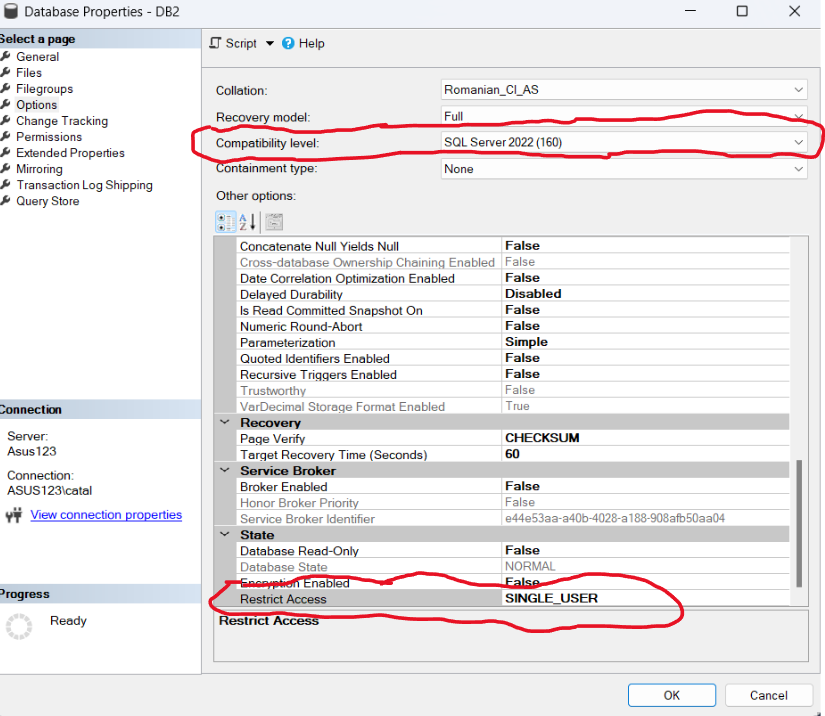 Database Properties - DB2
Select a page
General
Files
Filegroups
Options
Change Tracking
Permissions
Extended Properties
Mirroring
Transaction Log Shipping
Query Store
Connection
Server:
Asus123
Connection:
ASUS123\catal
View connection properties
Progress
Ready
Script Help
Collation: Romanian_CI_AS
Recovery model: Full
Compatibility level: SQL Server 2022 (160)
Containment type: None
Other options:
Concatenate Null Yields Null False
Cross-database Ownership Chaining Enabled False
Date Correlation Optimization Enabled False
Delayed Durability Disabled
Is Read Committed Snapshot On False
Numeric Round-Abort False
Parameterization Simple
Quoted Identifiers Enabled False
Recursive Triggers Enabled False
Trustworthy False
VarDecimal Storage Format Enabled True
Recovery
Page Verify CHECKSUM
Target Recovery Time (Seconds) 60
Service Broker
Broker Enabled False
Honor Broker Priority False
Service Broker Identifier e44e53aa-a40b-4028-a188-908afb50aa04
State
Database Read-Only False
Database State NORMAL
Encryption Enabled False
Restrict Access SINGLE_USER
Restrict Access
OK Cancel